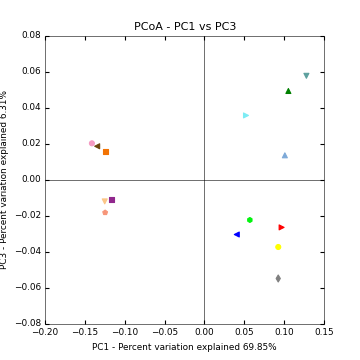 PCoA - PC1 vs PC3
0.08
0.06
0.04
0.02
0.00
−0.02
−0.04
−0.06
−0.08
PC3 - Percent variation explained 6.31%
−0.20 −0.15 −0.10 −0.05 0.00 0.05 0.10 0.15
PC1 - Percent variation explained 69.85%